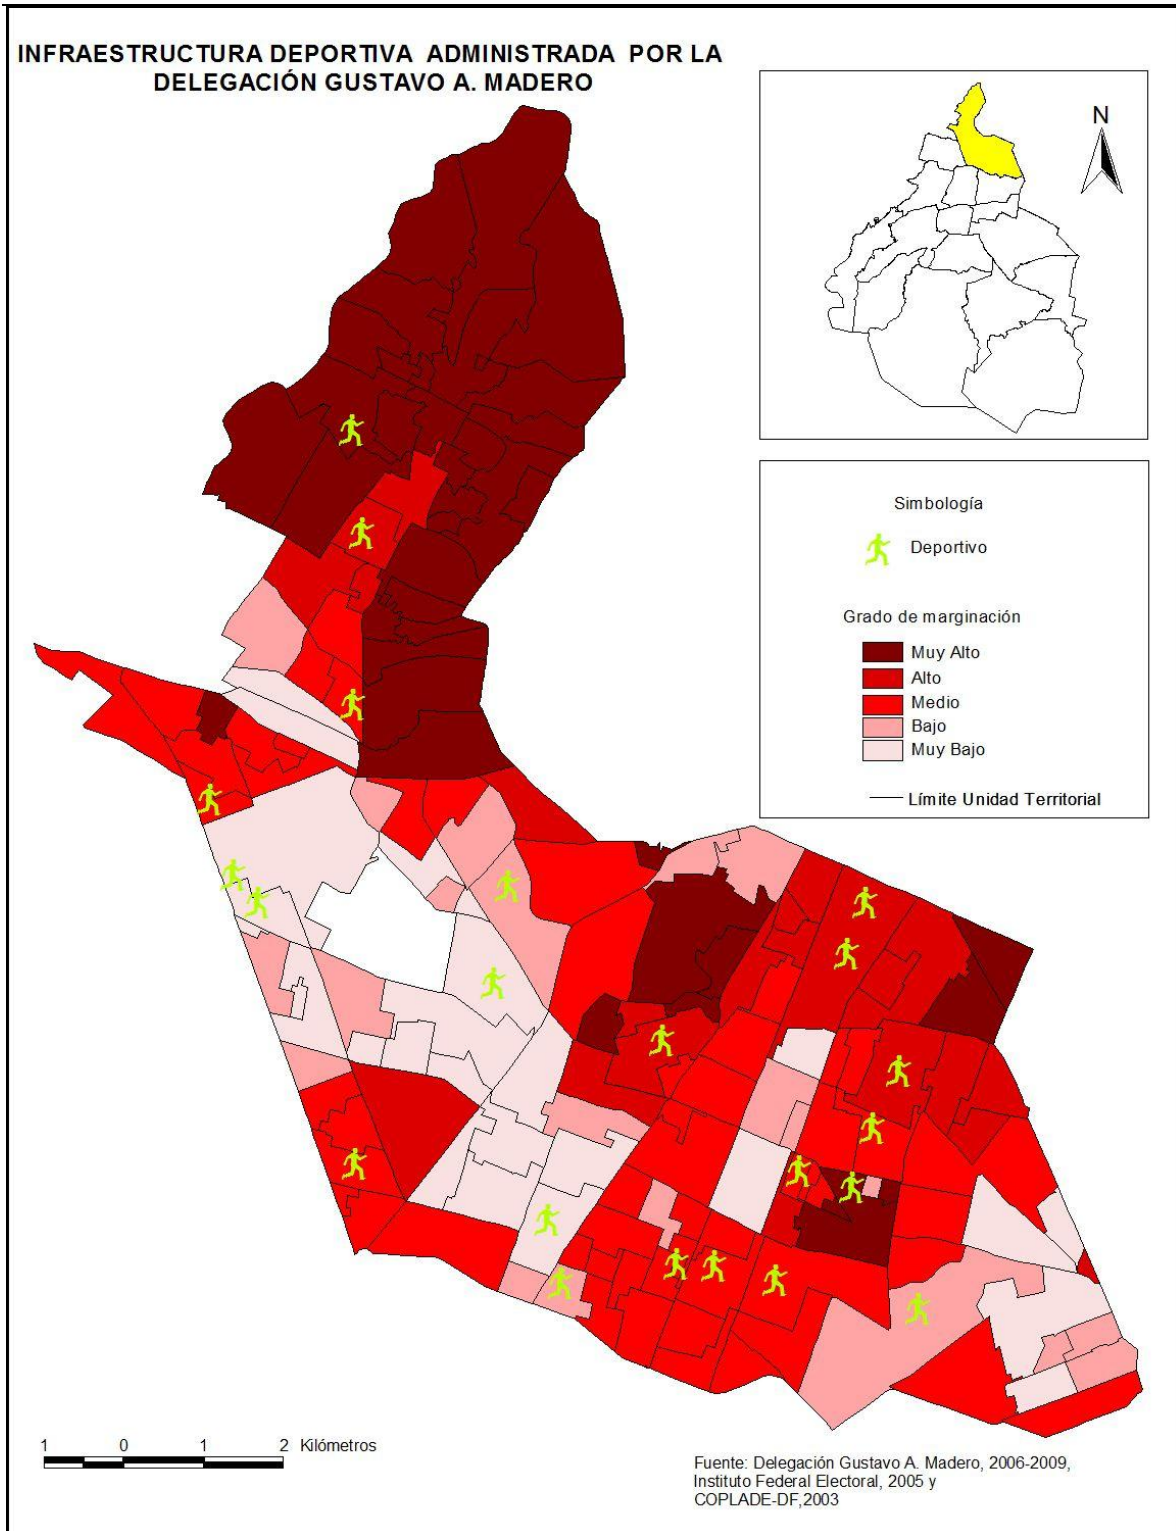 INFRAESTRUCTURA DEPORTIVA ADMINISTRADA POR LA
DELEGACIÓN GUSTAVO A. MADERO
N
Simbología
Deportivo
Grado de marginación
Muy Alto
Alto
Medio
Bajo
Muy Bajo
Límite Unidad Territorial
1 0 1 2 Kilómetros
Fuente: Delegación Gustavo A. Madero, 2006-2009,
Instituto Federal Electoral, 2005 y
COPLADE-DF,2003